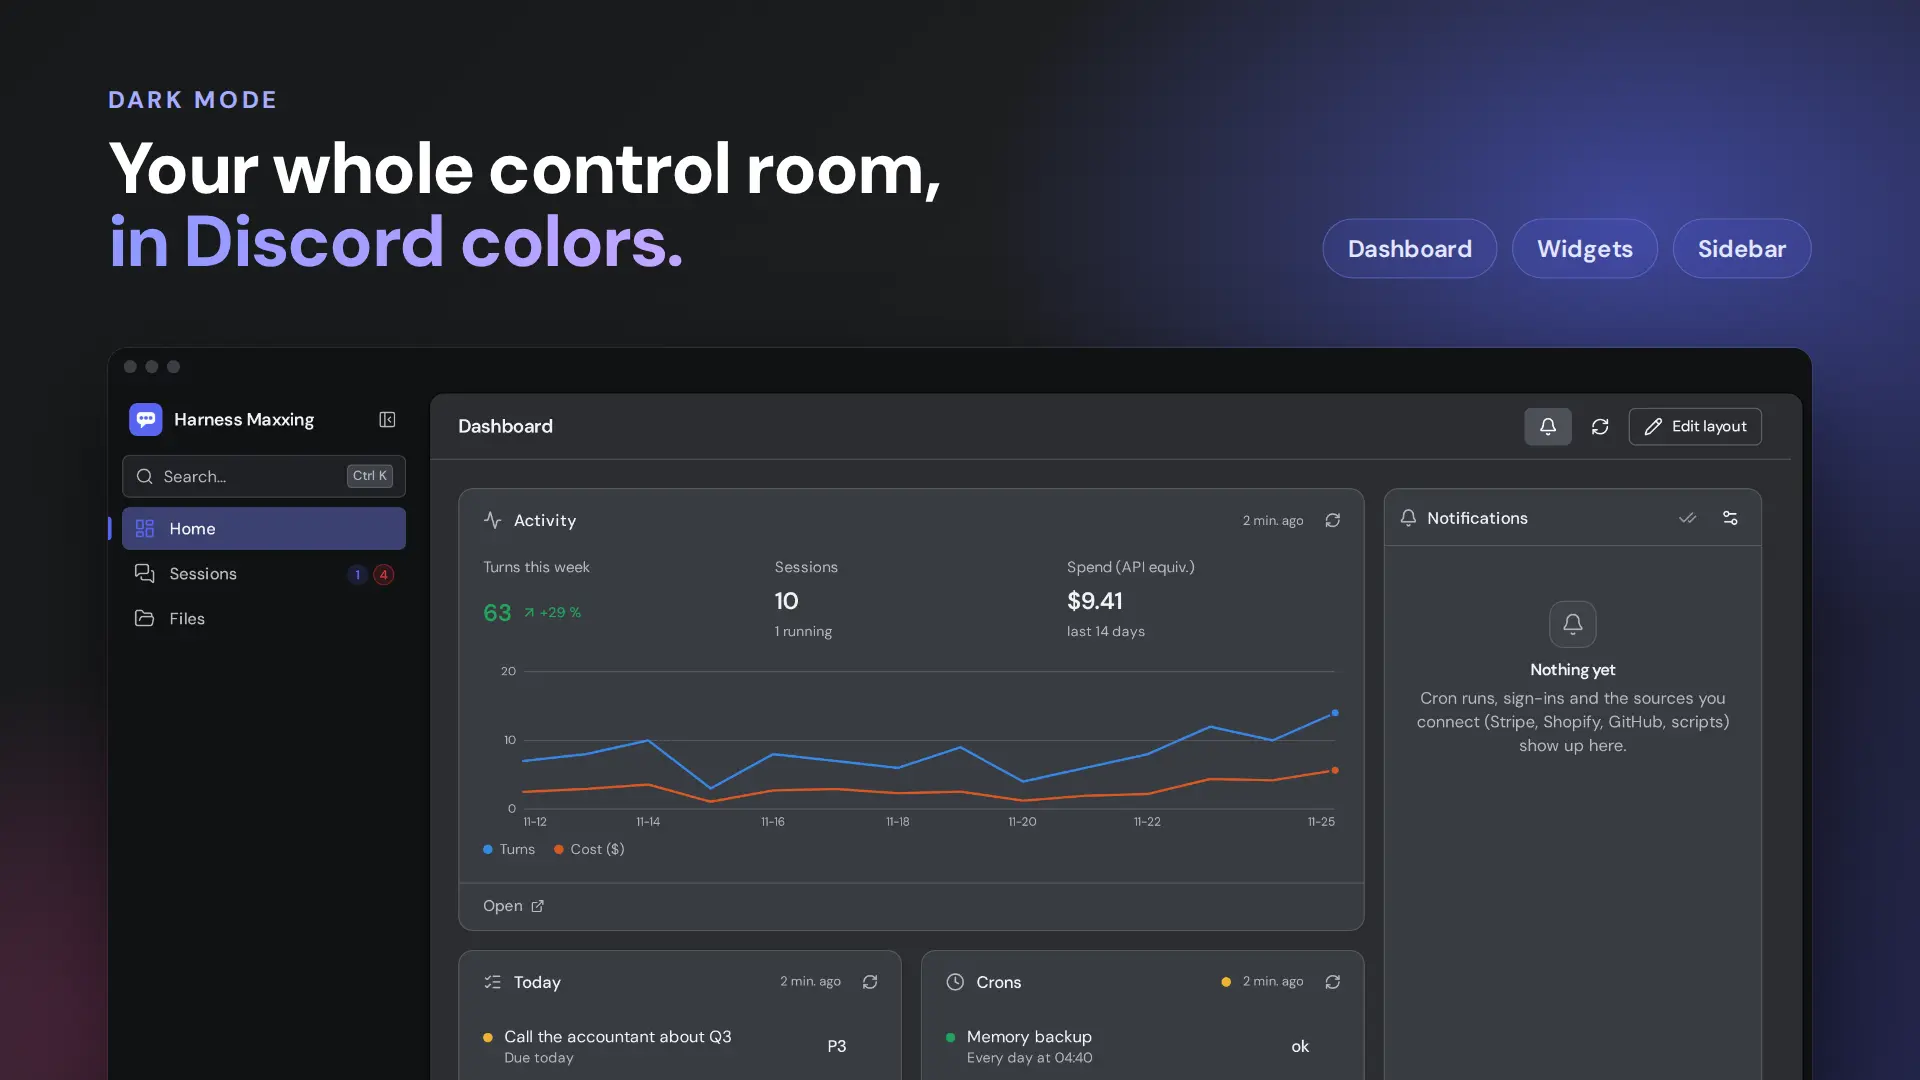 DARK MODE
Your whole control room,
in Discord colors.
Dashboard
Widgets
Sidebar
Harness Maxxing
Search...
Ctrl K
Home
Sessions
1
4
Files
Dashboard
Edit layout
Activity
2 min. ago
Turns this week
63
+29 %
Sessions
10
1 running
Spend (API equiv.)
$9.41
last 14 days
20
10
0
11-12
11-14
11-16
11-18
11-20
11-22
11-25
Turns
Cost ($)
Open
Notifications
Nothing yet
Cron runs, sign-ins and the sources you
connect (Stripe, Shopify, GitHub, scripts)
show up here.
Today
2 min. ago
Call the accountant about Q3
Due today
P3
Crons
2 min. ago
Memory backup
Every day at 04:40
ok